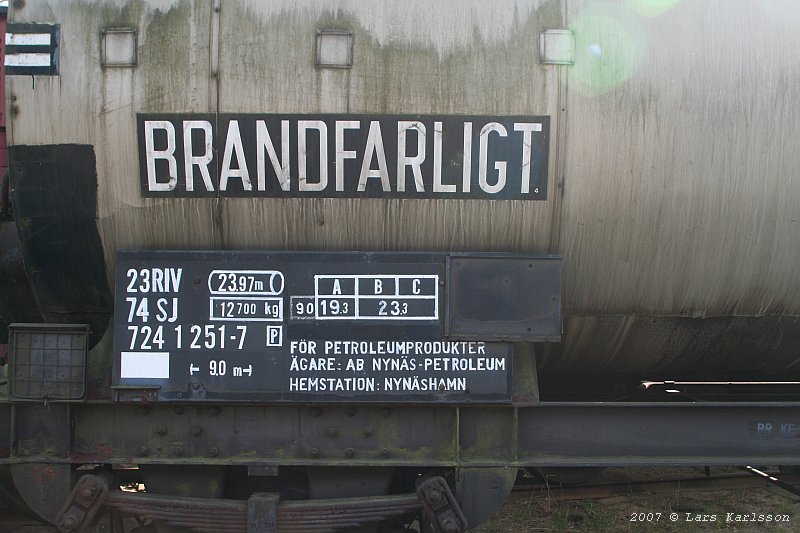 BRANDFARLIGT
4
23RIV
74 SJ
724 1 251-7 P
9.0 m
23.97m
12700 kg
A B C
90 19.3 23.3
FÖR PETROLEUMPRODUKTER
ÄGARE: AB NYNÄS-PETROLEUM
HEMSTATION: NYNÄSHAMN
2007 © Lars Karlsson